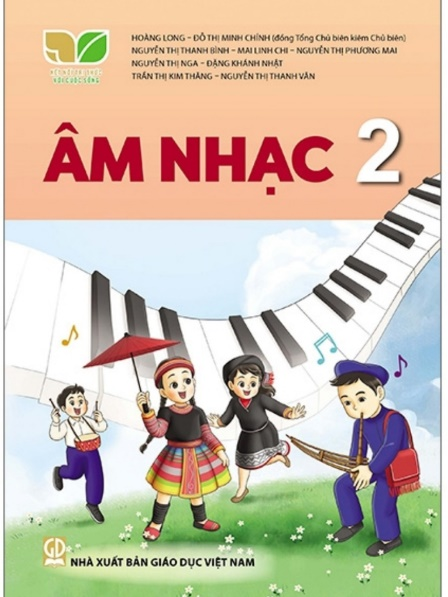 HOÀNG LONG – ĐỖ THỊ MINH CHÍNH (đồng Tổng Chủ biên kiêm Chủ biên)
NGUYỄN THỊ THANH BÌNH – MAI LINH CHI – NGUYỄN THỊ PHƯƠNG MAI
NGUYỄN THỊ NGA – ĐẶNG KHÁNH NHẬT
TRẦN THỊ KIM THĂNG – NGUYỄN THỊ THANH VÂN
KẾT NỐI TRI THỨC
VỚI CUỘC SỐNG
ÂM NHẠC 2
GD
NHÀ XUẤT BẢN GIÁO DỤC VIỆT NAM